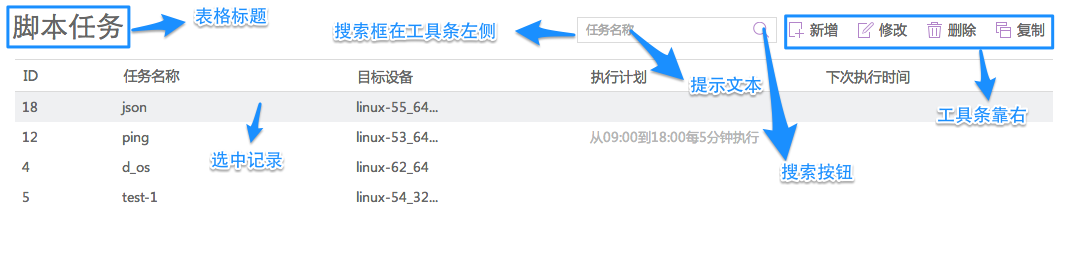 脚本任务
表格标题
搜索框在工具条左侧
任务名称
新增 修改 删除 复制
ID 任务名称 目标设备 执行计划 下次执行时间
提示文本
18 json linux-55_64...
工具条靠右
12 ping linux-53_64... 从09:00到18:00每5分钟执行
选中记录
4 d_os linux-62_64
搜索按钮
5 test-1 linux-54_32...